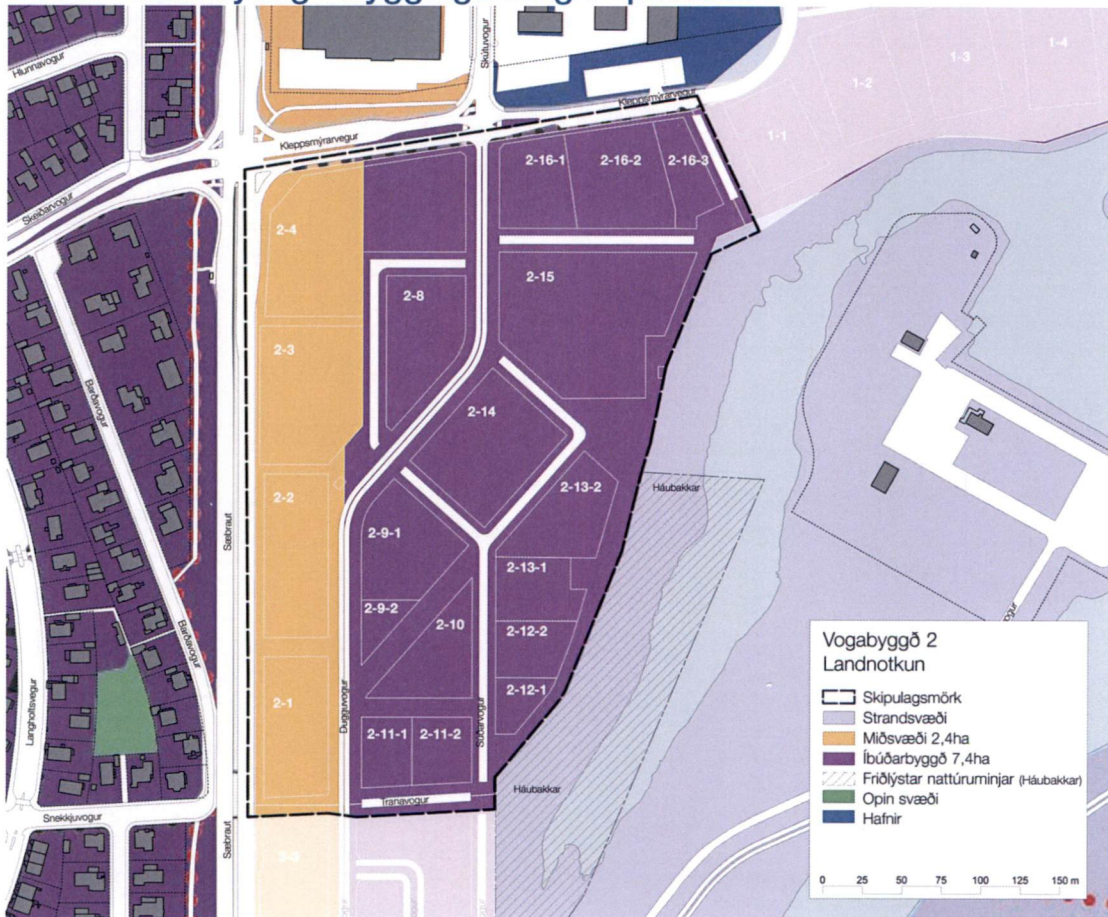 Hlunnavogur
Skeiðarvogur
Barðavogur
Barðavogur
Langholtsvegur
Snekkjuvogur
Sæbraut
Sæbraut
Kleppsmýrarvegur
Skútuvogur
Kleppsmýrarvegur
1-1
1-2
1-3
1-4
2-16-1
2-16-2
2-16-3
2-4
2-3
2-2
2-1
2-8
2-15
2-14
2-13-2
2-13-1
2-12-2
2-12-1
2-9-1
2-9-2
2-10
2-11-1
2-11-2
Dugguvogur
Súðarvogur
Tranavogur
Háubakkar
Háubakkar
Vogabyggð 2
Landnotkun
Skipulagsmörk
Strandsvæði
Miðsvæði 2,4ha
Íbúðarbyggð 7,4ha
Friðlýstar nattúruminjar (Háubakkar)
Opin svæði
Hafnir
0 25 50 75 100 125 150 m